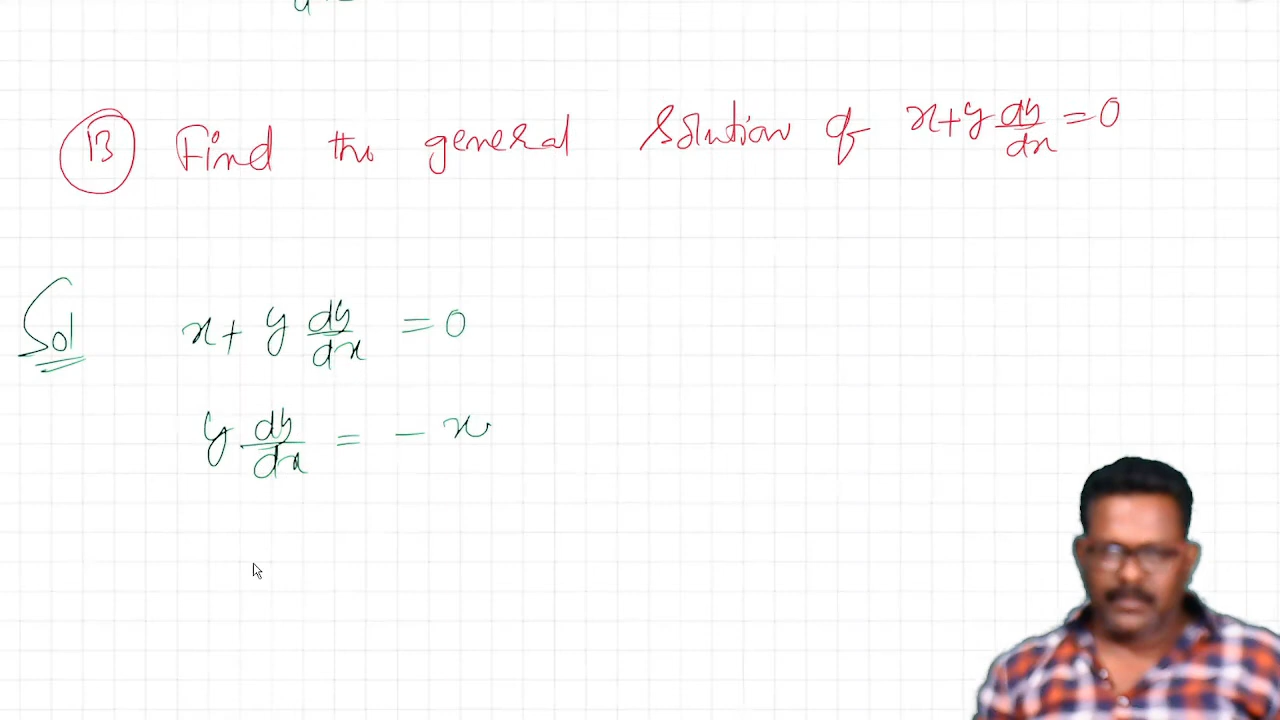 13 Find the general solution of x+y dy/dx =0
Sol x+ y dy/dx =0
y dy/dx = - x